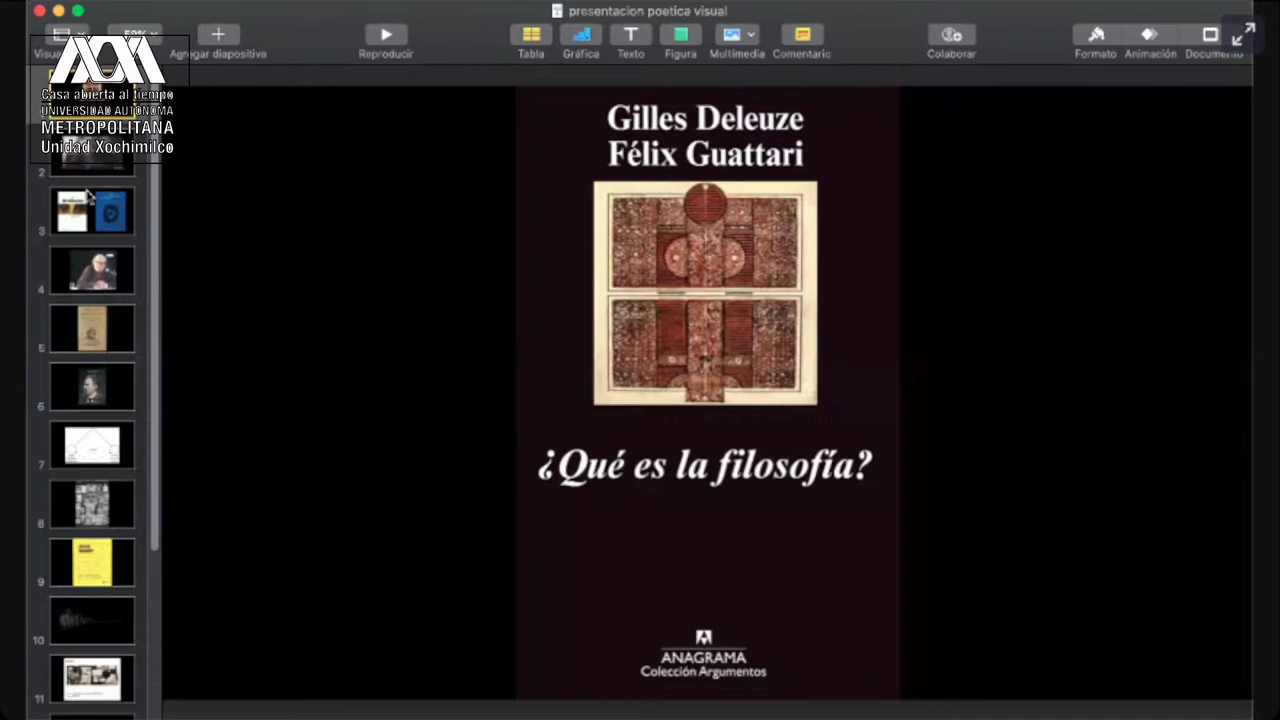 presentacion poetica visual
Agregar diapositiva
Reproducir
Tabla
Gráfica
Texto
Figura
Multimedia
Comentario
Colaborar
Formato
Animación
Casa abierta al tiempo
UNIVERSIDAD AUTÓNOMA
METROPOLITANA
Unidad Xochimilco
2
3
4
5
6
7
8
9
10
11
Gilles Deleuze
Félix Guattari
¿Qué es la filosofía?
ANAGRAMA
Colección Argumentos